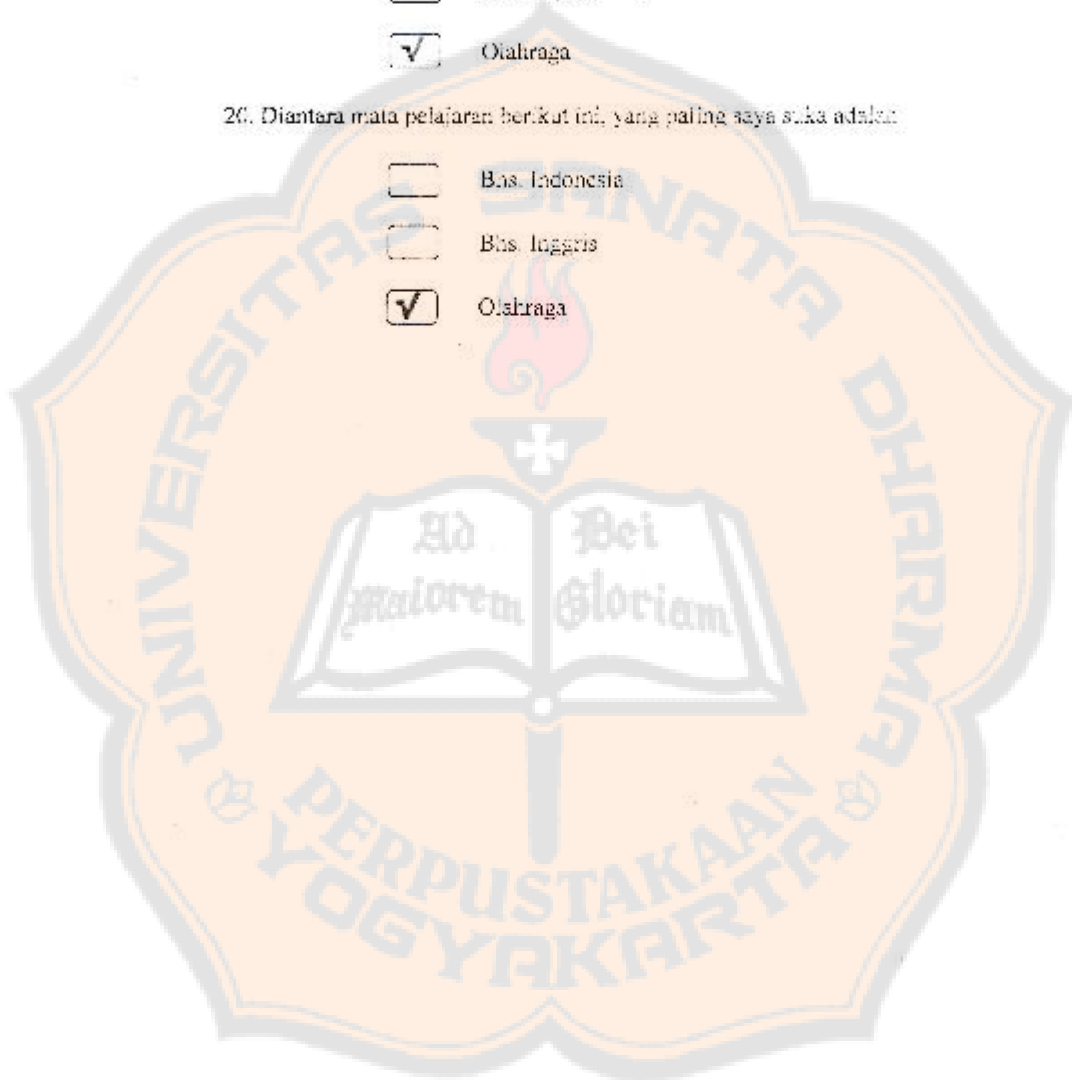 √ Olahraga
20. Diantara mata pelajaran berikut ini, yang paling saya suka adalah
Bhs. Indonesia
Bhs. Inggris
√ Olahraga
UNIVERSITAS SANATA DHARMA
Ad Dei
Maiorem Gloriam
PERPUSTAKAAN
YOGYAKARTA